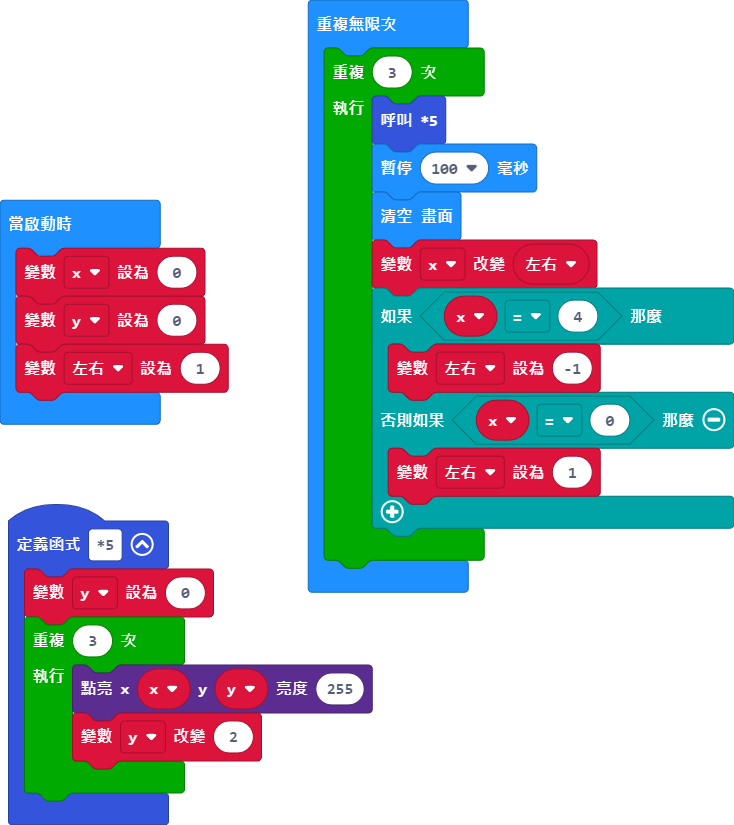 當啟動時
變數 x 設為 0
變數 y 設為 0
變數 左右 設為 1
重複無限次
重複 3 次
執行
呼叫 *5
暫停 100 毫秒
清空 畫面
變數 x 改變 左右
如果 x = 4 那麼
變數 左右 設為 -1
否則如果 x = 0 那麼
變數 左右 設為 1
定義函式 *5
變數 y 設為 0
重複 3 次
執行
點亮 x x y y 亮度 255
變數 y 改變 2